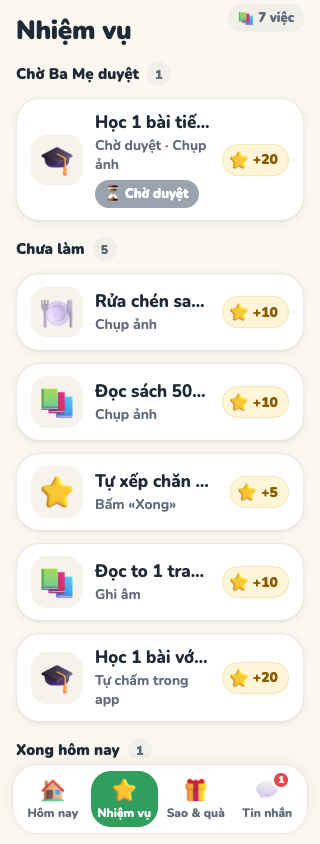 Nhiệm vụ
7 việc
Chờ Ba Mẹ duyệt 1
Học 1 bài tiế...
Chờ duyệt · Chụp
ảnh
Chờ duyệt
+20
Chưa làm 5
Rửa chén sa...
Chụp ảnh
+10
Đọc sách 50...
Chụp ảnh
+10
Tự xếp chăn ...
Bấm «Xong»
+5
Đọc to 1 tra...
Ghi âm
+10
Học 1 bài vớ...
Tự chấm trong
app
+20
Xong hôm nay 1
1
Hôm nay Nhiệm vụ Sao & quà Tin nhắn